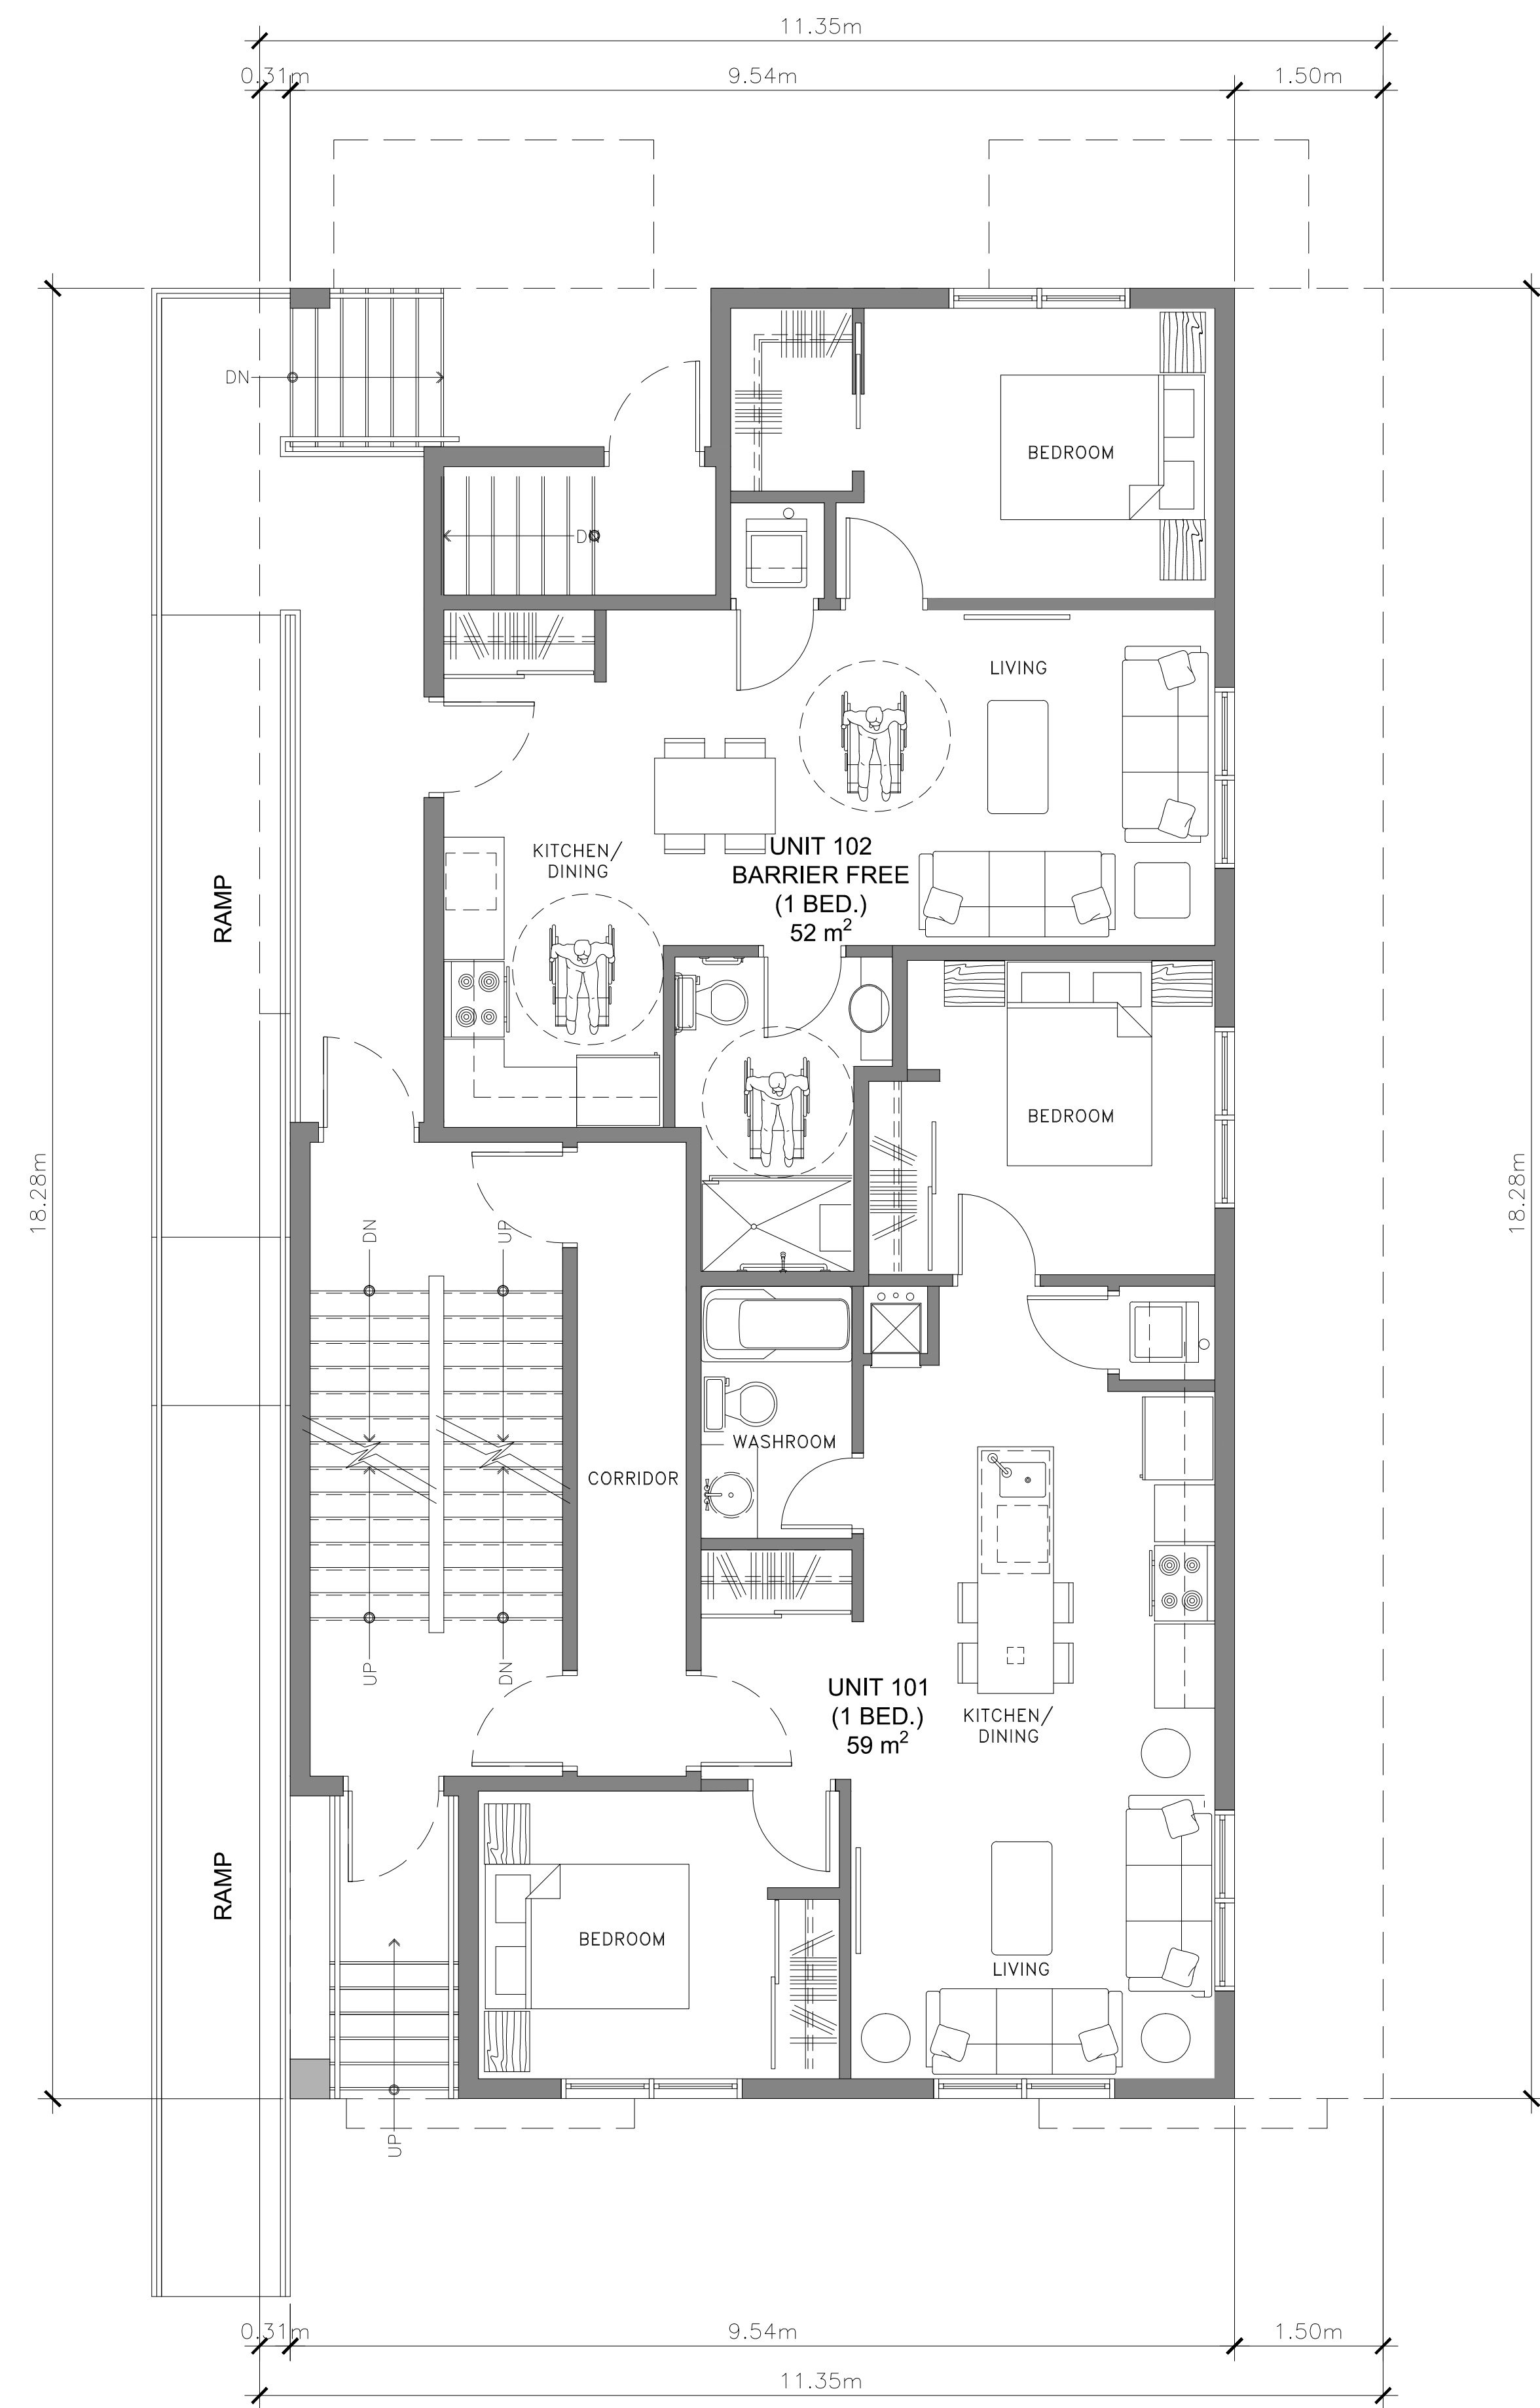 11.35m
0.31m
9.54m
1.50m
DN
BEDROOM
DN
LIVING
KITCHEN/
DINING
UNIT 102
BARRIER FREE
(1 BED.)
52 m²
RAMP
BEDROOM
18.28m
18.28m
DN
UP
WASHROOM
CORRIDOR
UP
DN
UNIT 101
(1 BED.)
59 m²
KITCHEN/
DINING
RAMP
BEDROOM
LIVING
UP
0.31m
9.54m
1.50m
11.35m